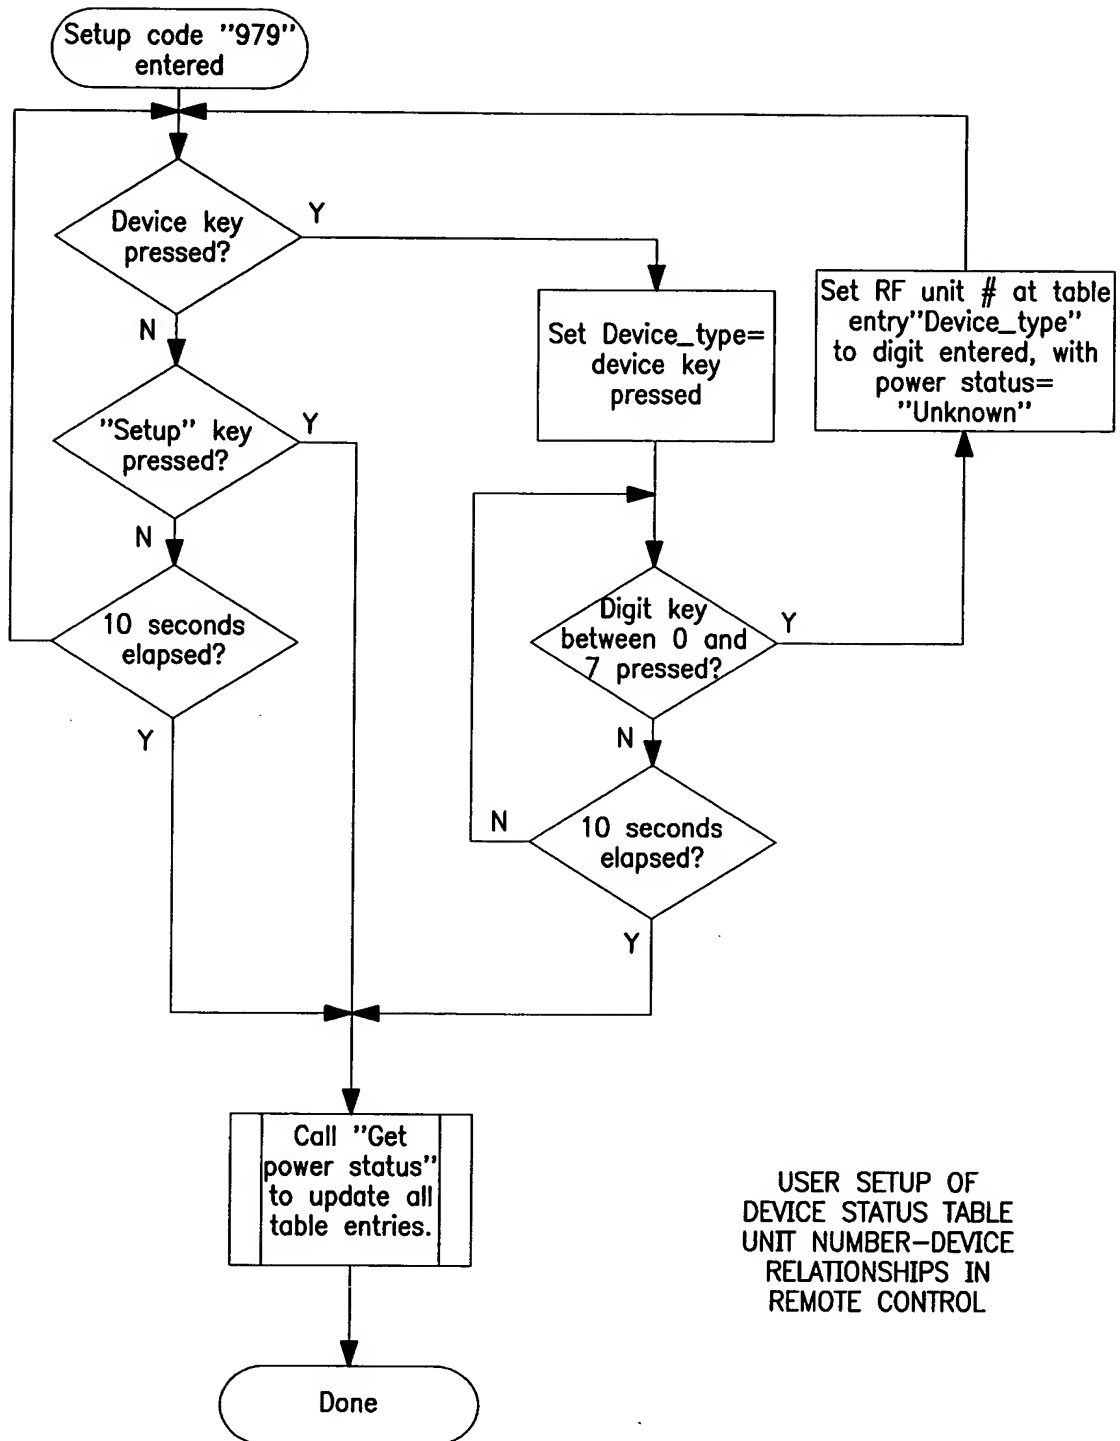 Setup code "979"
entered
Device key
pressed?
Y
N
"Setup" key
pressed?
Y
N
10 seconds
elapsed?
Y
Set Device_type=
device key
pressed
Set RF unit # at table
entry"Device_type"
to digit entered, with
power status=
"Unknown"
Digit key
between 0 and
7 pressed?
Y
N
10 seconds
elapsed?
N
Y
Call "Get
power status"
to update all
table entries.
Done
USER SETUP OF
DEVICE STATUS TABLE
UNIT NUMBER-DEVICE
RELATIONSHIPS IN
REMOTE CONTROL